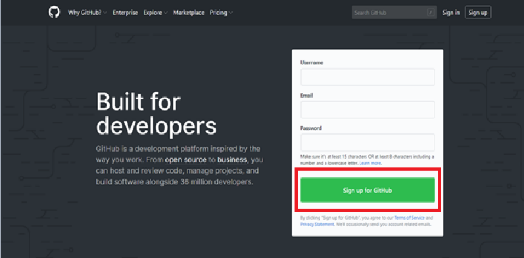 Why GitHub? Enterprise Explore Marketplace Pricing
Search GitHub
Sign in Sign up
Built for
developers
GitHub is a development platform inspired by the
way you work. From open source to business, you
can host and review code, manage projects, and
build software alongside 36 million developers.
Username
Email
Password
Make sure it's at least 15 characters OR at least 8 characters including a
number and a lowercase letter. Learn more.
Sign up for GitHub
By clicking "Sign up for GitHub", you agree to our Terms of Service and
Privacy Statement. We'll occasionally send you account related emails.